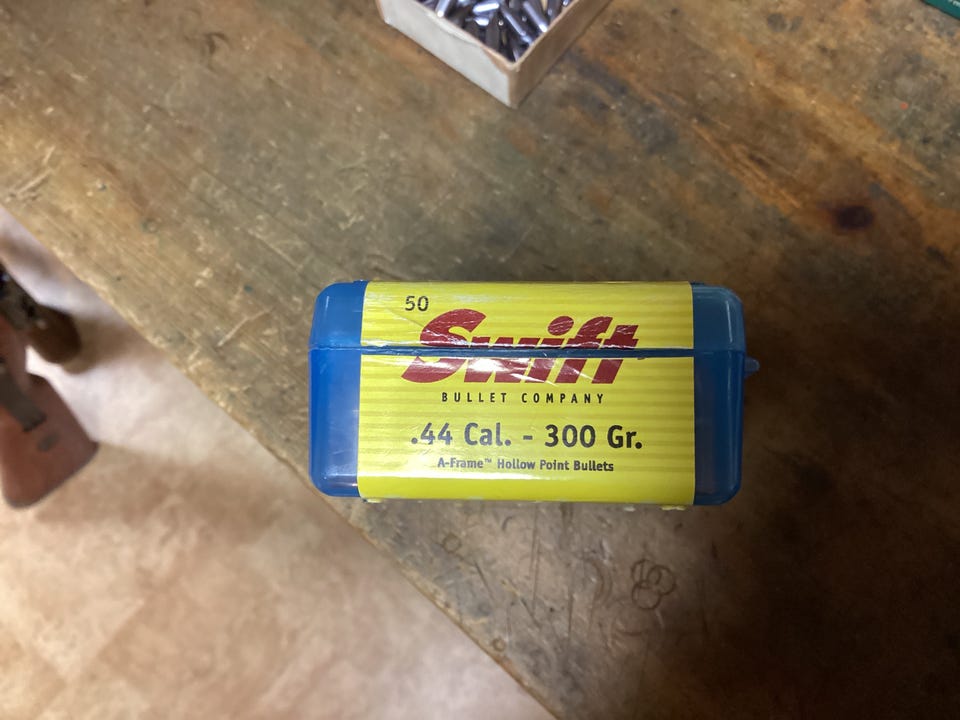 50
Swift
BULLET COMPANY
.44 Cal. - 300 Gr.
A-Frame™ Hollow Point Bullets